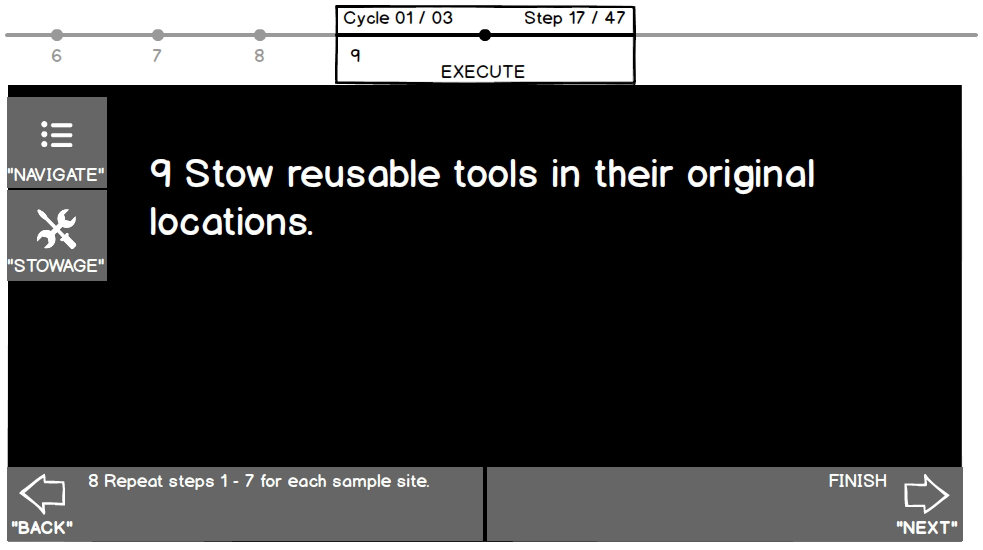 Cycle 01 / 03
Step 17 / 47
6
7
8
9
EXECUTE
"NAVIGATE"
"STOWAGE"
9 Stow reusable tools in their original
locations.
8 Repeat steps 1 - 7 for each sample site.
"BACK"
FINISH
"NEXT"